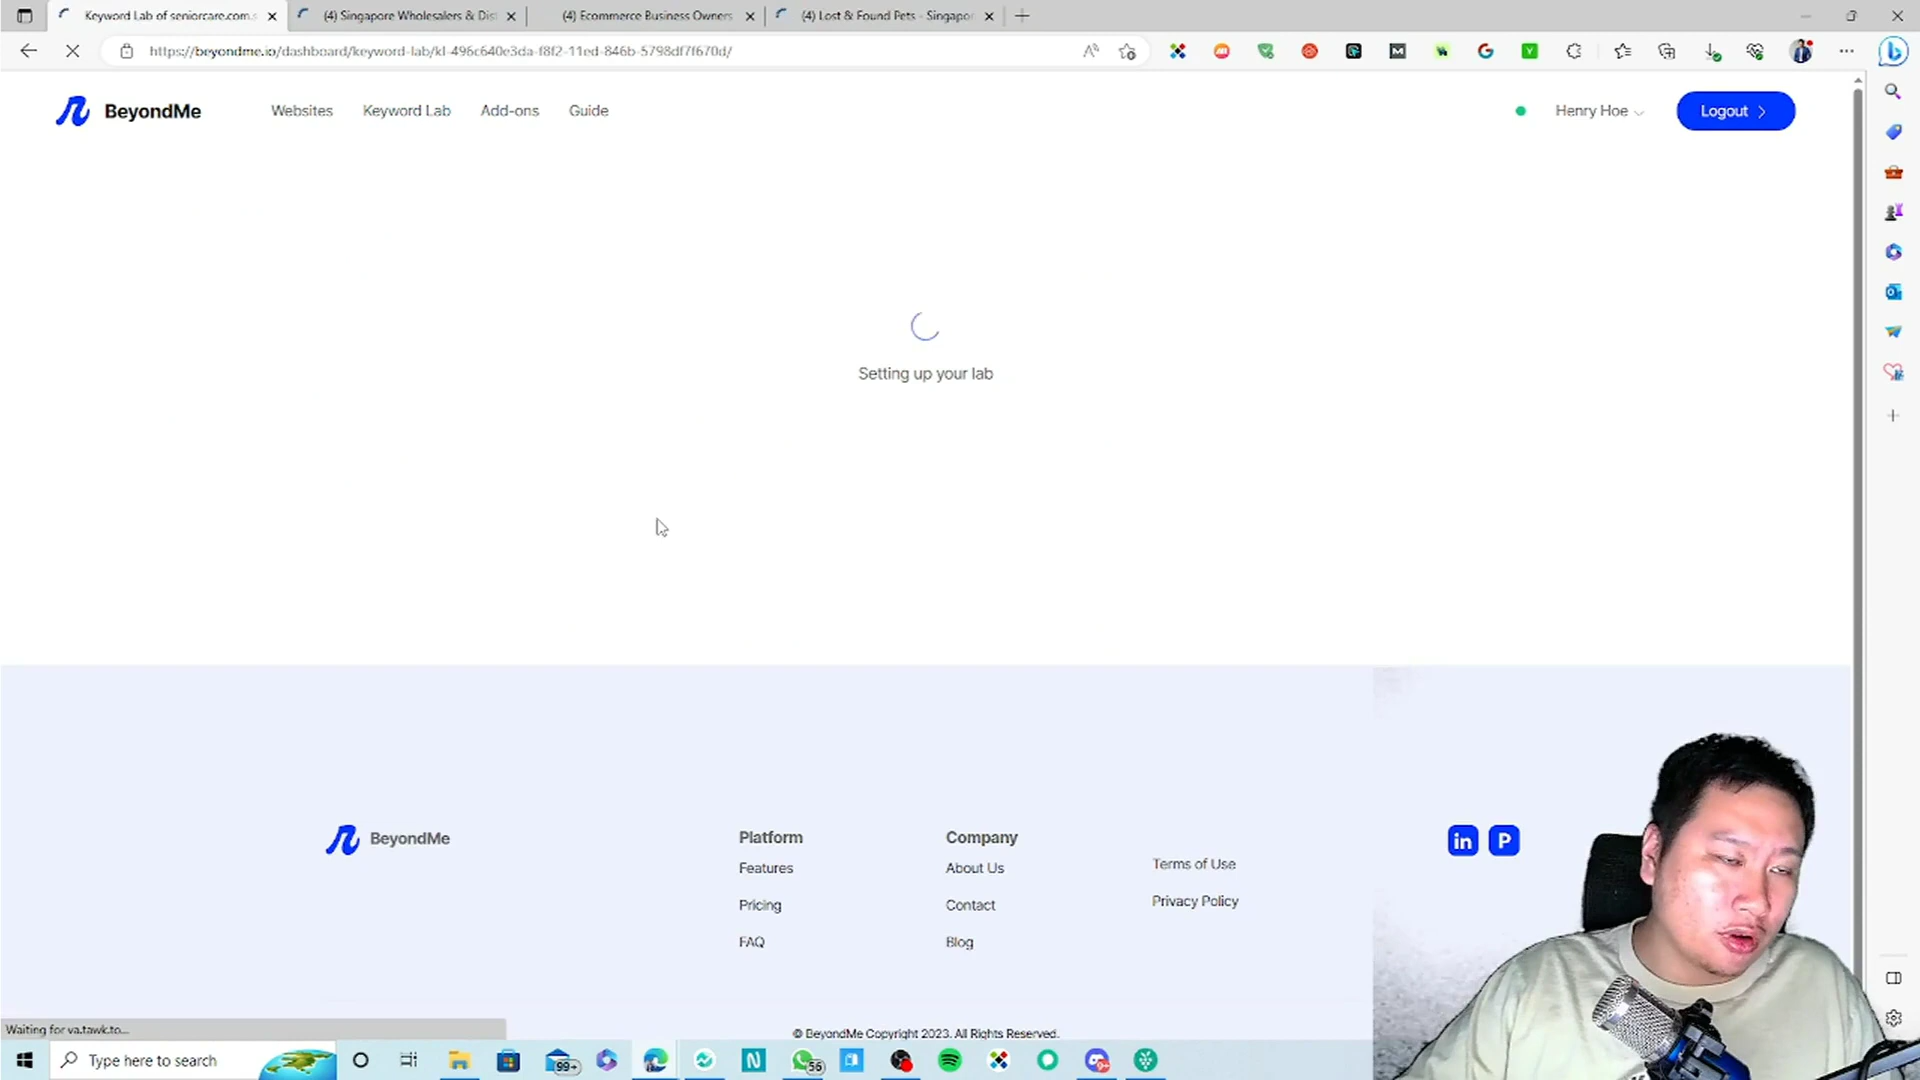 Keyword Lab of seniorcare.com.s
(4) Singapore Wholesalers & Dist
(4) Ecommerce Business Owners
(4) Lost & Found Pets - Singapor
https://beyondme.io/dashboard/keyword-lab/kl-496c640e3da-f8f2-11ed-846b-5798df7f670d/
BeyondMe
Websites
Keyword Lab
Add-ons
Guide
Henry Hoe
Logout
Setting up your lab
BeyondMe
Platform
Features
Pricing
FAQ
Company
About Us
Contact
Blog
Terms of Use
Privacy Policy
in
P
Waiting for va.tawk.to...
© BeyondMe Copyright 2023. All Rights Reserved.
Type here to search
99+
56